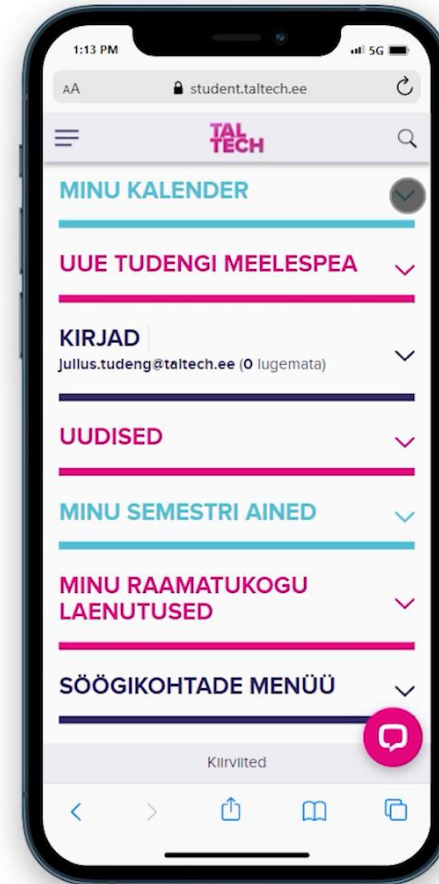 1:13 PM
5G
AA
student.taltech.ee
TAL
TECH
MINU KALENDER
UUE TUDENGI MEELESPEA
KIRJAD
jullus.tudeng@taltech.ee (0 lugemata)
UUDISED
MINU SEMESTRI AINED
MINU RAAMATUKOGU
LAENUTUSED
SÖÖGIKOHTADE MENÜÜ
Kiirviited